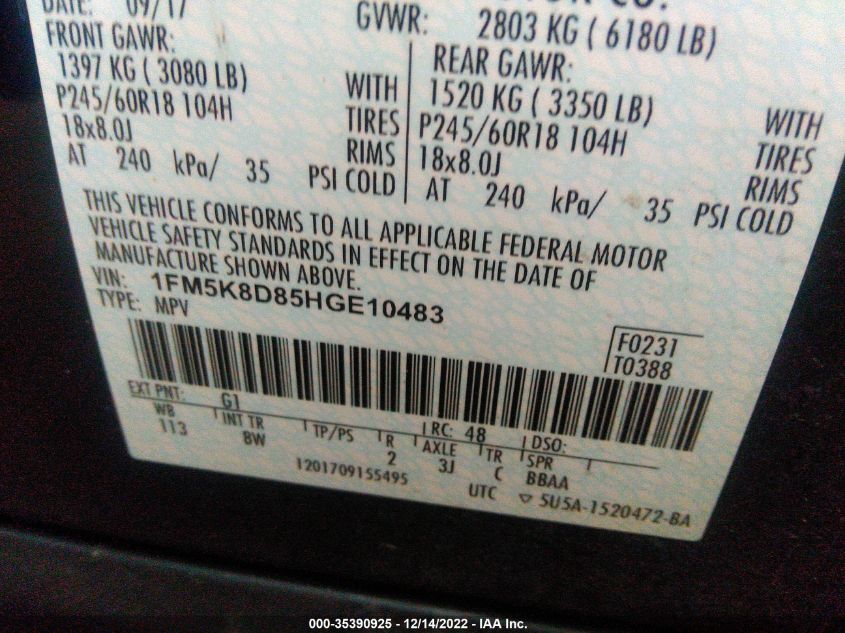 DATE: 09/17
OR CO.
GVWR: 2803 KG ( 6180 LB)
FRONT GAWR:
1397 KG ( 3080 LB) WITH
P245/60R18 104H TIRES
18x8.0J RIMS
AT 240 kPa/ 35 PSI COLD
REAR GAWR:
1520 KG ( 3350 LB) WITH
P245/60R18 104H TIRES
18x8.0J RIMS
AT 240 kPa/ 35 PSI COLD
THIS VEHICLE CONFORMS TO ALL APPLICABLE FEDERAL MOTOR
VEHICLE SAFETY STANDARDS IN EFFECT ON THE DATE OF
MANUFACTURE SHOWN ABOVE.
VIN: 1FM5K8D85HGE10483
TYPE: MPV
F0231
T0388
EXT PNT: G1 RC: 48 DSO:
WB INT TR TP/PS R AXLE TR SPR
113 BW 2 3J C BBAA
1201709155495 UTC ▽ 5U5A-1520472-BA
000-35390925 - 12/14/2022 - IAA Inc.